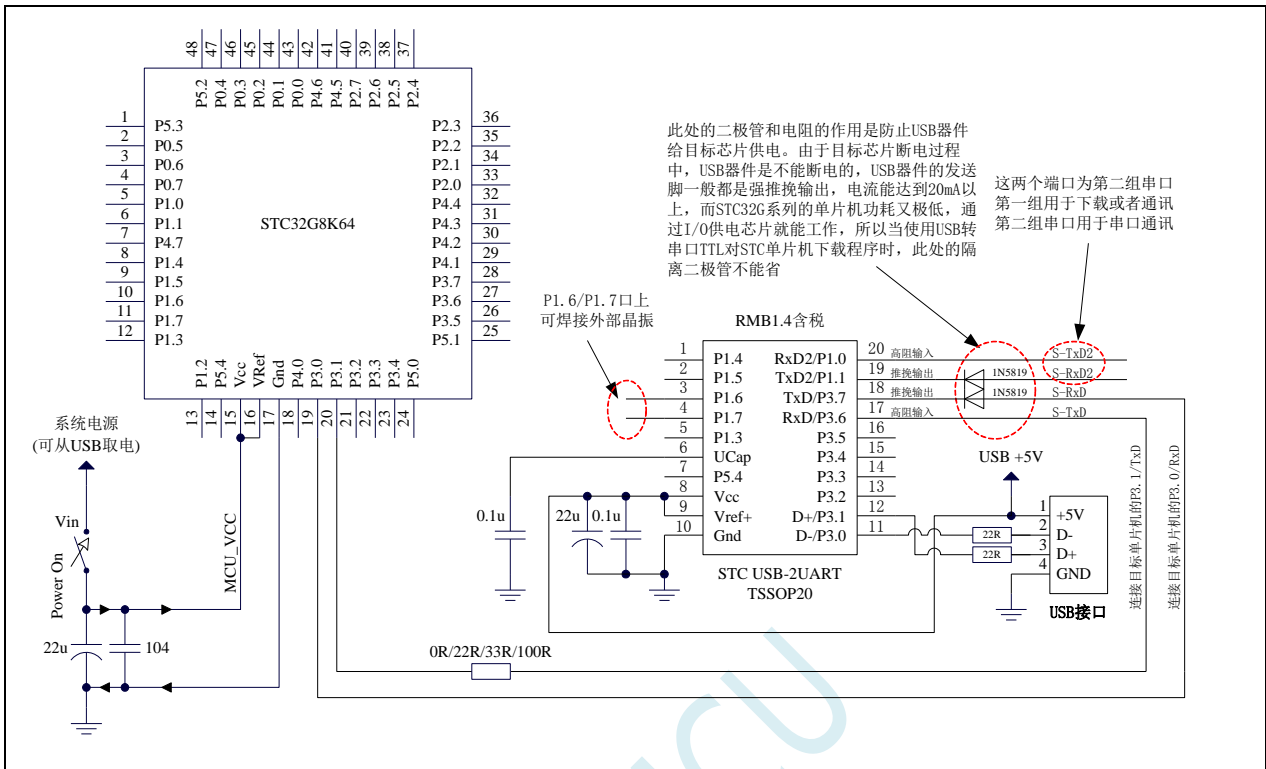 48
47
46
45
44
43
42
41
40
39
38
37
P5.2
P0.4
P0.3
P0.2
P0.1
P0.0
P4.6
P4.5
P2.7
P2.6
P2.5
P2.4
1 P5.3
2 P0.5
3 P0.6
4 P0.7
5 P1.0
6 P1.1
7 P4.7
8 P1.4
9 P1.5
10 P1.6
11 P1.7
12 P1.3
STC32G8K64
P2.3 36
P2.2 35
P2.1 34
P2.0 33
P4.4 32
P4.3 31
P4.2 30
P4.1 29
P3.7 28
P3.6 27
P3.5 26
P5.1 25
P1.2
P5.4
Vcc
VRef
Gnd
P4.0
P3.0
P3.1
P3.2
P3.3
P3.4
P5.0
13
14
15
16
17
18
19
20
21
22
23
24
此处的二极管和电阻的作用是防止USB器件
给目标芯片供电。由于目标芯片断电过程
中，USB器件是不能断电的，USB器件的发送
脚一般都是强推挽输出，电流能达到20mA以
上，而STC32G系列的单片机功耗又极低，通
过I/O供电芯片就能工作，所以当使用USB转
串口TTL对STC单片机下载程序时，此处的隔
离二极管不能省
这两个端口为第二组串口
第一组用于下载或者通讯
第二组串口用于串口通讯
P1.6/P1.7口上
可焊接外部晶振
RMB1.4含税
1 P1.4
2 P1.5
3 P1.6
4 P1.7
5 P1.3
6 UCap
7 P5.4
8 Vcc
9 Vref+
10 Gnd
RxD2/P1.0 20 高阻输入 S-TxD2
TxD2/P1.1 19 推挽输出 1N5819 S-RxD2
TxD/P3.7 18 推挽输出 1N5819 S-RxD
RxD/P3.6 17 高阻输入 S-TxD
P3.5 16
P3.4 15
P3.3 14
P3.2 13
D+/P3.1 12
D-/P3.0 11
STC USB-2UART
TSSOP20
0.1u
22u
0.1u
USB +5V
22R
22R
1 +5V
2 D-
3 D+
4 GND
USB接口
连接目标单片机的P3.1/TxD
连接目标单片机的P3.0/RxD
系统电源
(可从USB取电)
Vin
Power On
MCU_VCC
22u
104
0R/22R/33R/100R
MCU